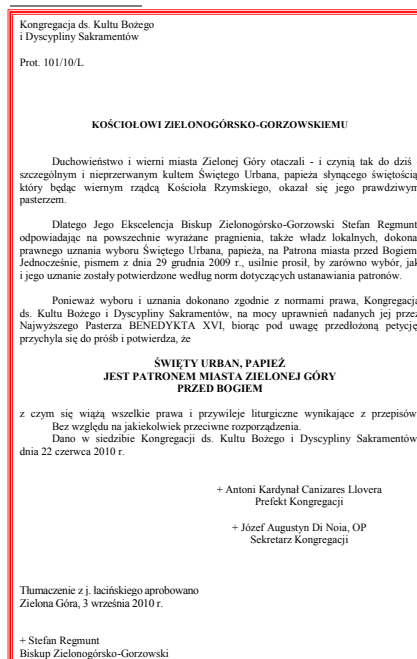 Kongregacja ds. Kultu Bożego
i Dyscypliny Sakramentów
Prot. 101/10/L
KOŚCIOŁOWI ZIELONOGÓRSKO-GORZOWSKIEMU
Duchowieństwo i wierni miasta Zielonej Góry otaczali - i czynią tak do dziś -
szczególnym i nieprzerwanym kultem Świętego Urbana, papieża słynącego świętością,
który będąc wiernym rządcą Kościoła Rzymskiego, okazał się jego prawdziwym
pasterzem.
Dlatego Jego Ekscelencja Biskup Zielonogórsko-Gorzowski Stefan Regmunt
odpowiadając na powszechnie wyrażane pragnienia, także władz lokalnych, dokona
prawnego uznania wyboru Świętego Urbana, papieża, na Patrona miasta przed Bogiem
Jednocześnie, pismem z dnia 29 grudnia 2009 r., usilnie prosił, by zarówno wybór, jak
i jego uznanie zostały potwierdzone według norm dotyczących ustanawiania patronów.
Ponieważ wyboru i uznania dokonano zgodnie z normami prawa, Kongregacja
ds. Kultu Bożego i Dyscypliny Sakramentów, na mocy uprawnień nadanych jej przez
Najwyższego Pasterza BENEDYKTA XVI, biorąc pod uwagę przedłożoną petycję
przychyla się do próśb i potwierdza, że
ŚWIĘTY URBAN, PAPIEŻ
JEST PATRONEM MIASTA ZIELONEJ GÓRY
PRZED BOGIEM
z czym się wiążą wszelkie prawa i przywileje liturgiczne wynikające z przepisów
Bez względu na jakiekolwiek przeciwne rozporządzenia.
Dano w siedzibie Kongregacji ds. Kultu Bożego i Dyscypliny Sakramentów
dnia 22 czerwca 2010 r.
+ Antoni Kardynał Canizares Llovera
Prefekt Kongregacji
+ Józef Augustyn Di Noia, OP
Sekretarz Kongregacji
Tłumaczenie z j. łacińskiego aprobowano
Zielona Góra, 3 września 2010 r.
+ Stefan Regmunt
Biskup Zielonogórsko-Gorzowski